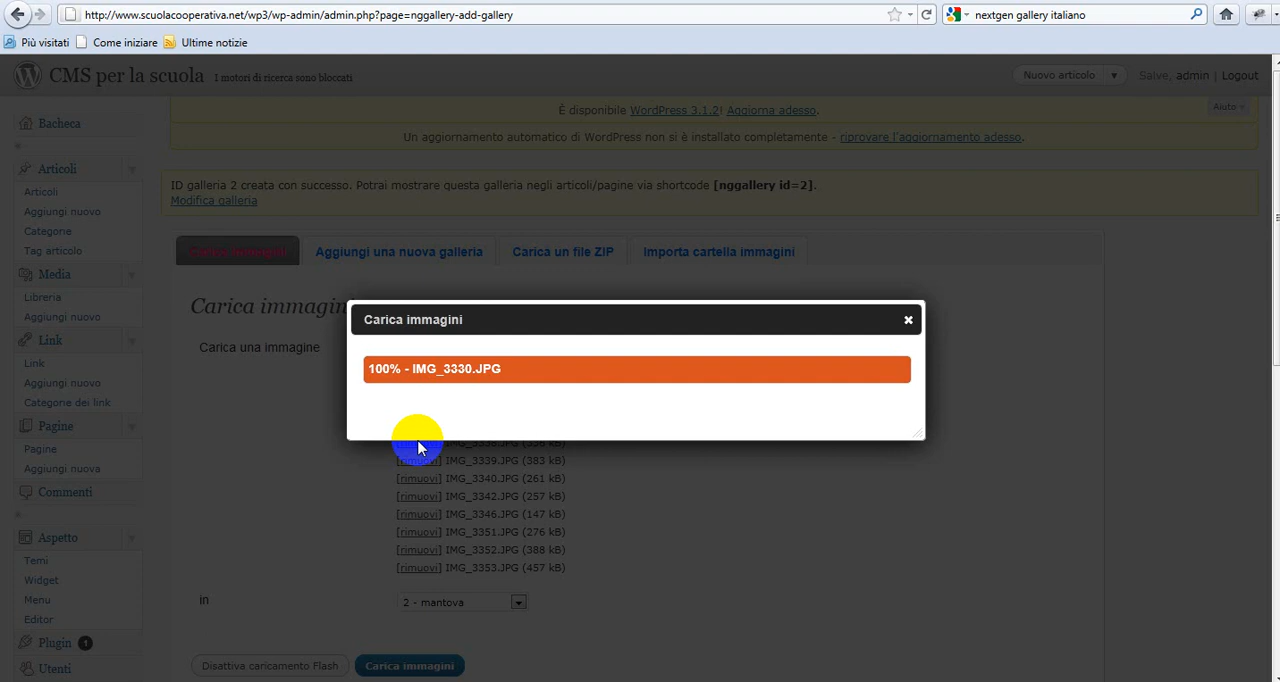 http://www.scuolacooperativa.net/wp3/wp-admin/admin.php?page=nggallery-add-gallery
nextgen gallery italiano
Più visitati
Come iniziare
Ultime notizie
CMS per la scuola
I motori di ricerca sono bloccati
Nuovo articolo
Salve, admin | Logout
È disponibile WordPress 3.1.2! Aggiorna adesso.
Aiuto
Un aggiornamento automatico di WordPress non si è installato completamente - riprovare l'aggiornamento adesso.
ID galleria 2 creata con successo. Potrai mostrare questa galleria negli articoli/pagine via shortcode [nggallery id=2].
Modifica galleria
Bacheca
Articoli
Articoli
Aggiungi nuovo
Categorie
Tag articolo
Media
Libreria
Aggiungi nuovo
Link
Link
Aggiungi nuovo
Categorie dei link
Pagine
Pagine
Aggiungi nuova
Commenti
Aspetto
Temi
Widget
Menu
Editor
Plugin 1
Utenti
Carica immagini
Aggiungi una nuova galleria
Carica un file ZIP
Importa cartella immagini
Carica immagin
Carica una immagine
Carica immagini
100% - IMG_3330.JPG
[rimuovi] IMG_3338.JPG (338 kB)
[rimuovi] IMG_3339.JPG (383 kB)
[rimuovi] IMG_3340.JPG (261 kB)
[rimuovi] IMG_3342.JPG (257 kB)
[rimuovi] IMG_3346.JPG (147 kB)
[rimuovi] IMG_3351.JPG (276 kB)
[rimuovi] IMG_3352.JPG (388 kB)
[rimuovi] IMG_3353.JPG (457 kB)
in
2 - mantova
Disattiva caricamento Flash
Carica immagini